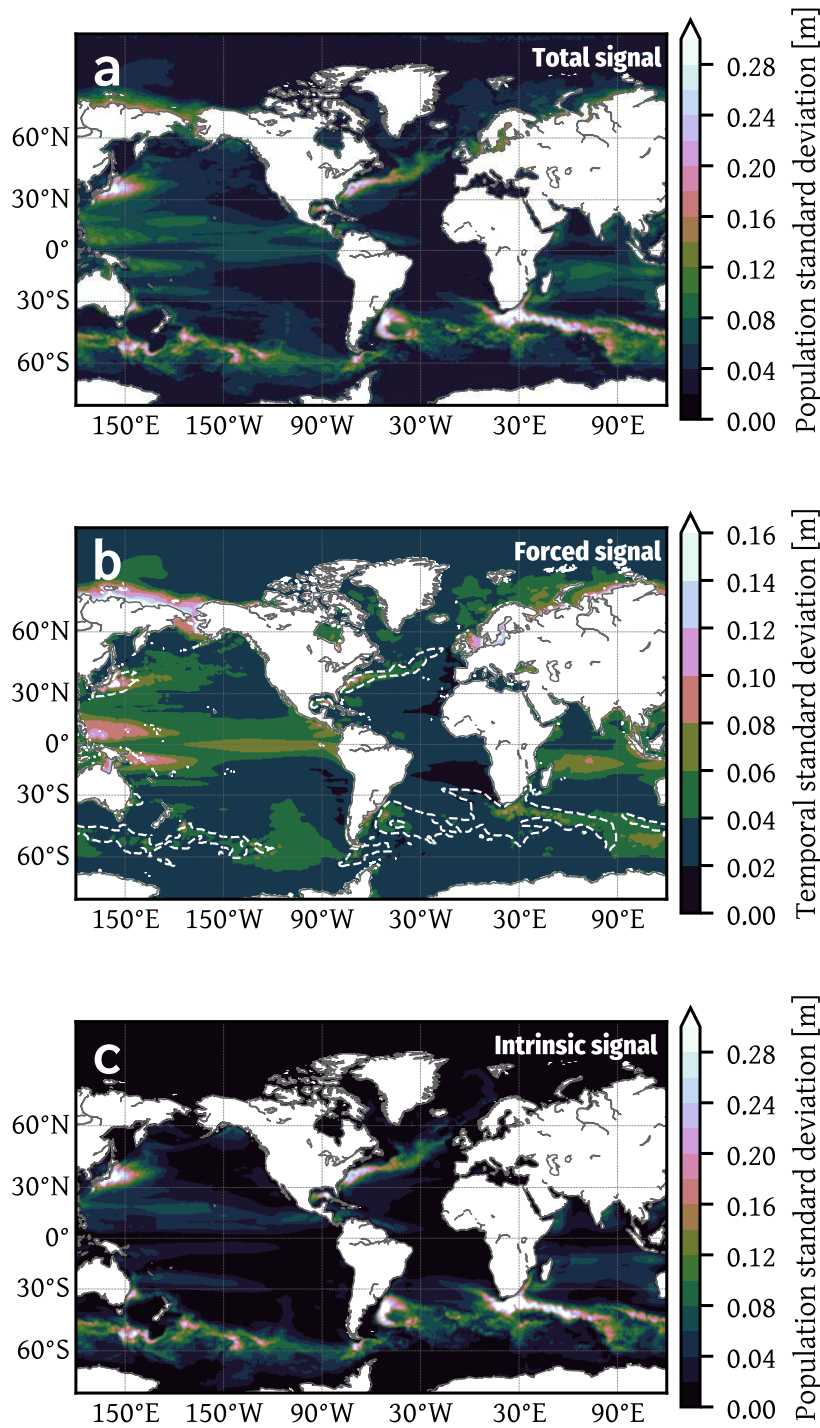 a
Total signal
60°N
30°N
0°
30°S
60°S
150°E 150°W 90°W 30°W 30°E 90°E
0.28
0.24
0.20
0.16
0.12
0.08
0.04
0.00
Population standard deviation [m]
b
Forced signal
60°N
30°N
0°
30°S
60°S
150°E 150°W 90°W 30°W 30°E 90°E
0.16
0.14
0.12
0.10
0.08
0.06
0.04
0.02
0.00
Temporal standard deviation [m]
c
Intrinsic signal
60°N
30°N
0°
30°S
60°S
150°E 150°W 90°W 30°W 30°E 90°E
0.28
0.24
0.20
0.16
0.12
0.08
0.04
0.00
Population standard deviation [m]